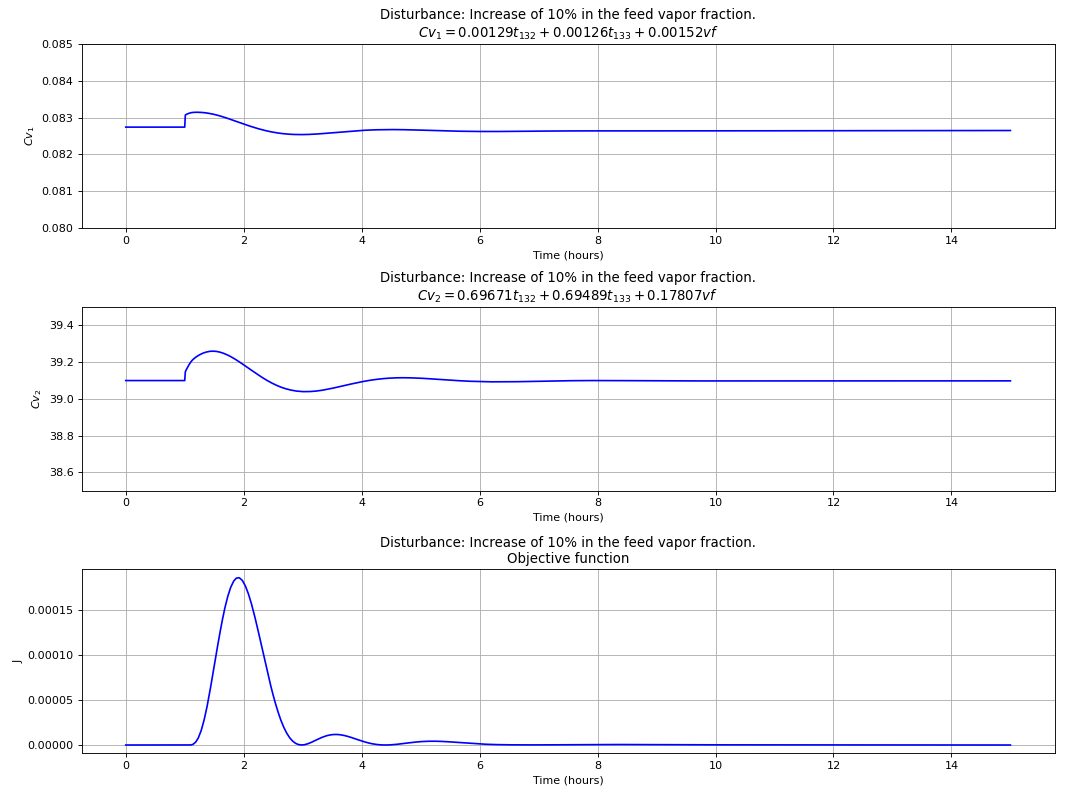 Disturbance: Increase of 10% in the feed vapor fraction.
$Cv_1 = 0.00129t_{132} + 0.00126t_{133} + 0.00152vf$
0.085
0.084
0.083
0.082
0.081
0.080
$Cv_1$
0 2 4 6 8 10 12 14
Time (hours)
Disturbance: Increase of 10% in the feed vapor fraction.
$Cv_2 = 0.69671t_{132} + 0.69489t_{133} + 0.17807vf$
39.4
39.2
39.0
38.8
38.6
$Cv_2$
0 2 4 6 8 10 12 14
Time (hours)
Disturbance: Increase of 10% in the feed vapor fraction.
Objective function
0.00015
0.00010
0.00005
0.00000
J
0 2 4 6 8 10 12 14
Time (hours)